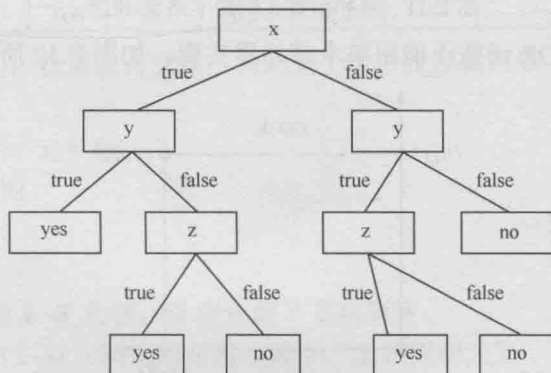 x
true false
y y
true false true false
yes z z no
true false true false
yes no yes no